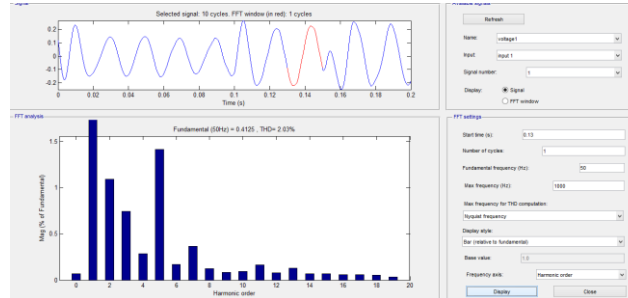 Signal
Selected signal: 10 cycles. FFT window (in red): 1 cycles
0.2
0.1
0
-0.1
-0.2
0 0.02 0.04 0.06 0.08 0.1 0.12 0.14 0.16 0.18 0.2
Time (s)
FFT analysis
Fundamental (50Hz) = 0.4125 , THD= 2.03%
1.5
1
0.5
0
Mag (% of Fundamental)
0 2 4 6 8 10 12 14 16 18 20
Harmonic order
Available signals
Refresh
Name: voltage1
Input: input 1
Signal number: 1
Display: Signal
FFT window
FFT settings
Start time (s): 0.13
Number of cycles: 1
Fundamental frequency (Hz): 50
Max frequency (Hz): 1000
Max frequency for THD computation:
Nyquist frequency
Display style:
Bar (relative to fundamental)
Base value: 1.0
Frequency axis: Harmonic order
Display Close